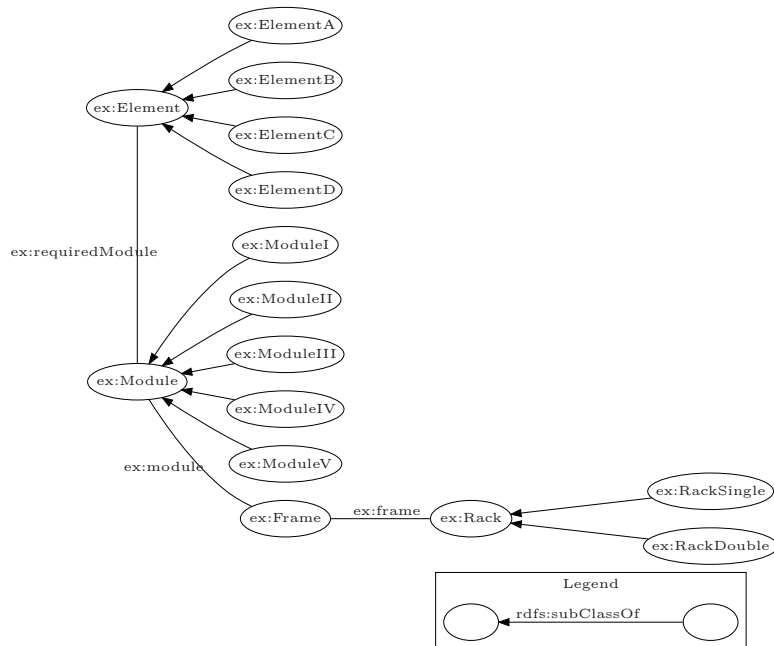 ex:ElementA
ex:ElementB
ex:Element
ex:ElementC
ex:ElementD
ex:requiredModule
ex:ModuleI
ex:ModuleII
ex:ModuleIII
ex:Module
ex:ModuleIV
ex:module
ex:ModuleV
ex:Frame
ex:frame
ex:Rack
ex:RackSingle
ex:RackDouble
Legend
rdfs:subClassOf